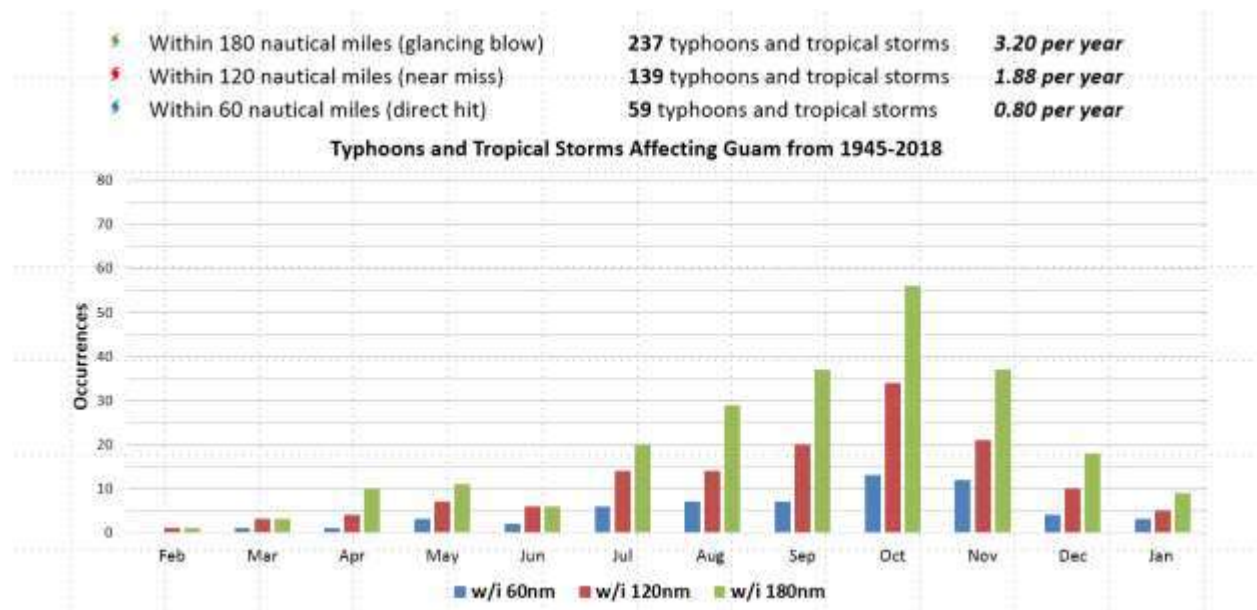 Within 180 nautical miles (glancing blow) 237 typhoons and tropical storms 3.20 per year
Within 120 nautical miles (near miss) 139 typhoons and tropical storms 1.88 per year
Within 60 nautical miles (direct hit) 59 typhoons and tropical storms 0.80 per year
Typhoons and Tropical Storms Affecting Guam from 1945-2018
Occurrences
80
70
60
50
40
30
20
10
0
Feb Mar Apr May Jun Jul Aug Sep Oct Nov Dec Jan
w/i 60nm w/i 120nm w/i 180nm